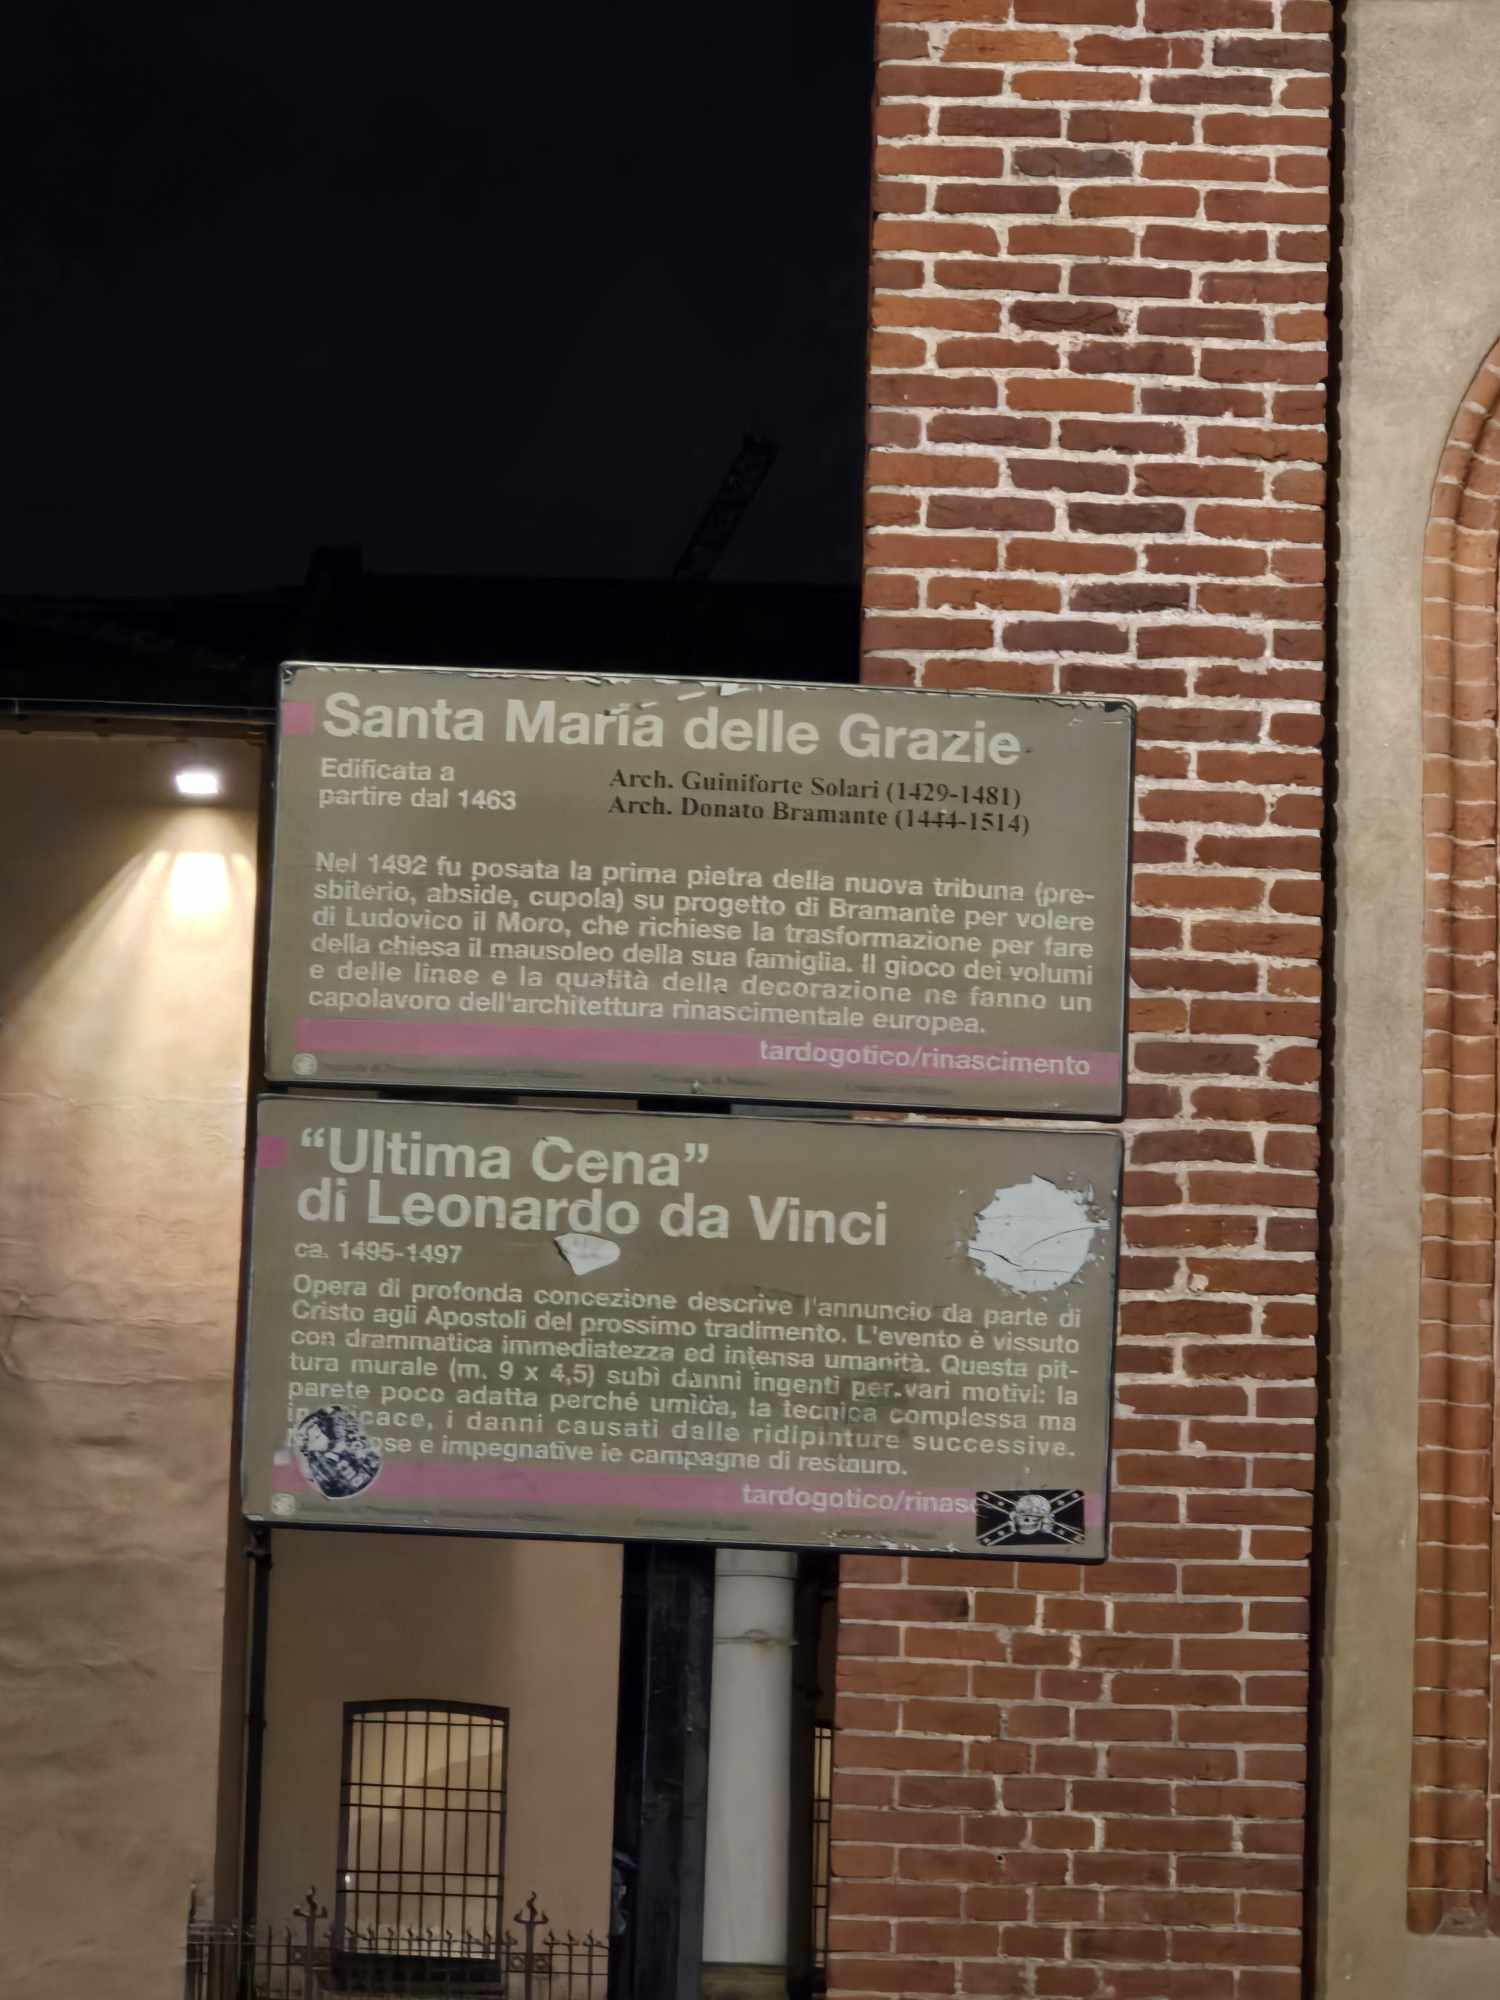 Santa Maria delle Grazie
Edificata a
partire dal 1463
Arch. Guiniforte Solari (1429-1481)
Arch. Donato Bramante (1444-1514)
Nel 1492 fu posata la prima pietra della nuova tribuna (pre-
sbiterio, abside, cupola) su progetto di Bramante per volere
di Ludovico il Moro, che richiese la trasformazione per fare
della chiesa il mausoleo della sua famiglia. Il gioco dei volumi
e delle linee e la qualità della decorazione ne fanno un
capolavoro dell'architettura rinascimentale europea.
tardogotico/rinascimento
“Ultima Cena”
di Leonardo da Vinci
ca. 1495-1497
Opera di profonda concezione descrive l'annuncio da parte di
Cristo agli Apostoli del prossimo tradimento. L'evento è vissuto
con drammatica immediatezza ed intensa umanità. Questa pit-
tura murale (m. 9 x 4,5) subì danni ingenti per vari motivi: la
parete poco adatta perché umida, la tecnica complessa ma
i danni causati dalle ridipinture successive.
e impegnative le campagne di restauro.
tardogotico/rinasc